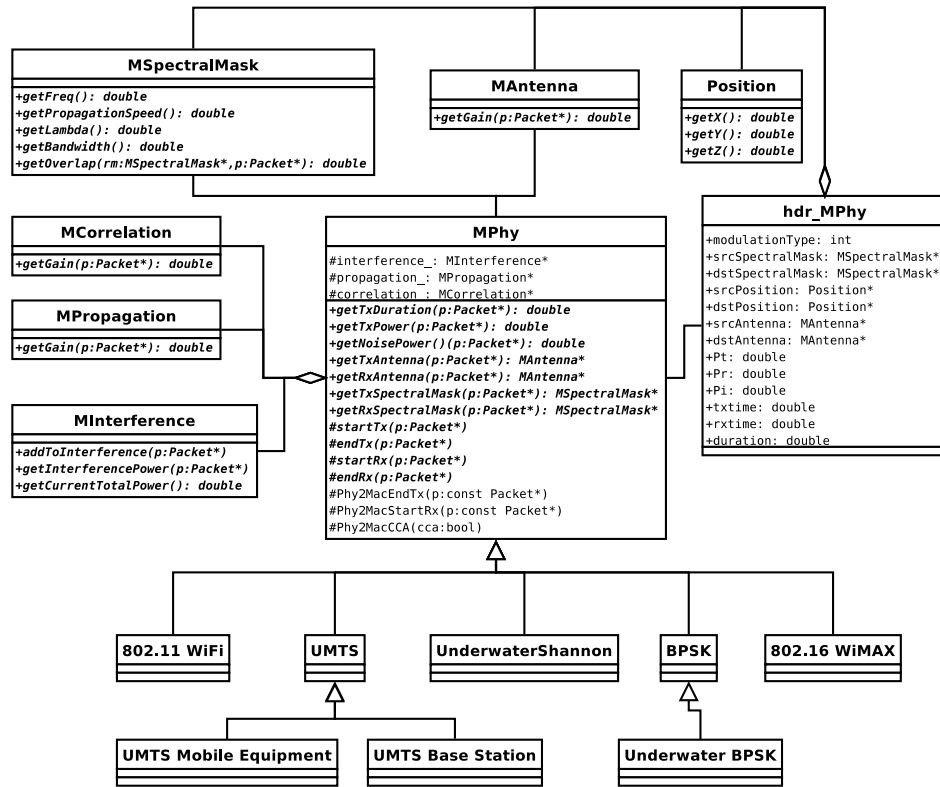 MSpectralMask
+getFreq(): double
+getPropagationSpeed(): double
+getLambda(): double
+getBandwidth(): double
+getOverlap(rm:MSpectralMask*,p:Packet*): double
MAntenna
+getGain(p:Packet*): double
Position
+getX(): double
+getY(): double
+getZ(): double
MCorrelation
+getGain(p:Packet*): double
MPropagation
+getGain(p:Packet*): double
MInterference
+addToInterference(p:Packet*)
+getInterferencePower(p:Packet*)
+getCurrentTotalPower(): double
MPhy
#interference_: MInterference*
#propagation_: MPropagation*
#correlation_: MCorrelation*
+getTxDuration(p:Packet*): double
+getTxPower(p:Packet*): double
+getNoisePower()(p:Packet*): double
+getTxAntenna(p:Packet*): MAntenna*
+getRxAntenna(p:Packet*): MAntenna*
+getTxSpectralMask(p:Packet*): MSpectralMask*
+getRxSpectralMask(p:Packet*): MSpectralMask*
#startTx(p:Packet*)
#endTx(p:Packet*)
#startRx(p:Packet*)
#endRx(p:Packet*)
#Phy2MacEndTx(p:const Packet*)
#Phy2MacStartRx(p:const Packet*)
#Phy2MacCCA(cca:bool)
hdr_MPhy
+modulationType: int
+srcSpectralMask: MSpectralMask*
+dstSpectralMask: MSpectralMask*
+srcPosition: Position*
+dstPosition: Position*
+srcAntenna: MAntenna*
+dstAntenna: MAntenna*
+Pt: double
+Pr: double
+Pi: double
+txtime: double
+rxtime: double
+duration: double
802.11 WiFi
UMTS
UnderwaterShannon
BPSK
802.16 WiMAX
UMTS Mobile Equipment
UMTS Base Station
Underwater BPSK